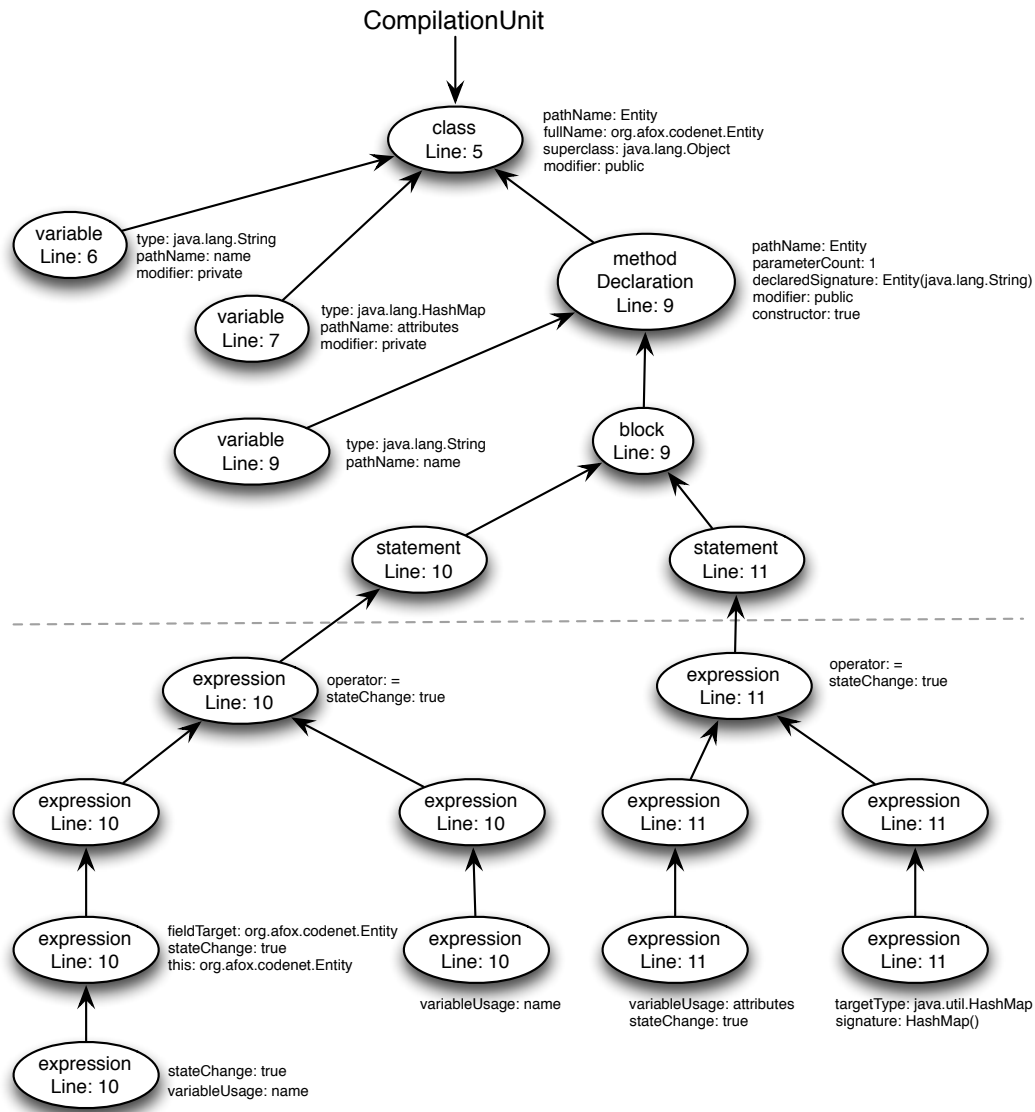 CompilationUnit
class
Line: 5
pathName: Entity
fullName: org.afox.codenet.Entity
superclass: java.lang.Object
modifier: public
variable
Line: 6
type: java.lang.String
pathName: name
modifier: private
method
Declaration
Line: 9
pathName: Entity
parameterCount: 1
declaredSignature: Entity(java.lang.String)
modifier: public
constructor: true
variable
Line: 7
type: java.lang.HashMap
pathName: attributes
modifier: private
variable
Line: 9
type: java.lang.String
pathName: name
block
Line: 9
statement
Line: 10
statement
Line: 11
expression
Line: 10
operator: =
stateChange: true
expression
Line: 11
operator: =
stateChange: true
expression
Line: 10
expression
Line: 10
expression
Line: 11
expression
Line: 11
expression
Line: 10
fieldTarget: org.afox.codenet.Entity
stateChange: true
this: org.afox.codenet.Entity
expression
Line: 10
variableUsage: name
expression
Line: 11
variableUsage: attributes
stateChange: true
expression
Line: 11
targetType: java.util.HashMap
signature: HashMap()
expression
Line: 10
stateChange: true
variableUsage: name